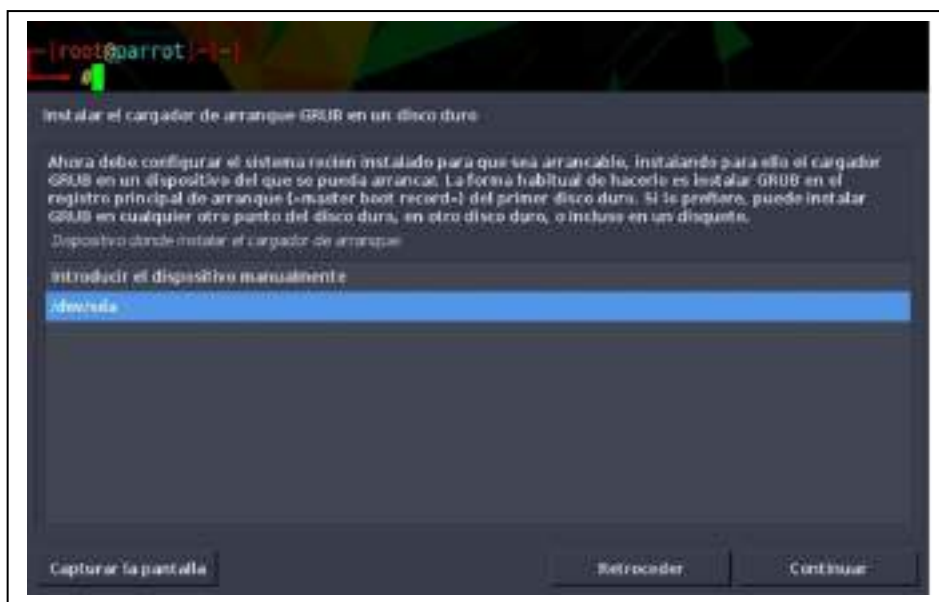 [root@parrot]-[~]
#
Instalar el cargador de arranque GRUB en un disco duro
Ahora debe configurar el sistema recien instalado para que sea arrancable, instalando para ello el cargador
GRUB en un dispositivo del que se pueda arrancar. La forma habitual de hacerlo es instalar GRUB en el
registro principal de arranque («master boot record») del primer disco duro. Si lo prefiere, puede instalar
GRUB en cualquier otro punto del disco duro, en otro disco duro, o incluso en un disquete.
Dispositivo donde instalar el cargador de arranque:
Introducir el dispositivo manualmente
/dev/sda
Capturar la pantalla
Retroceder
Continuar